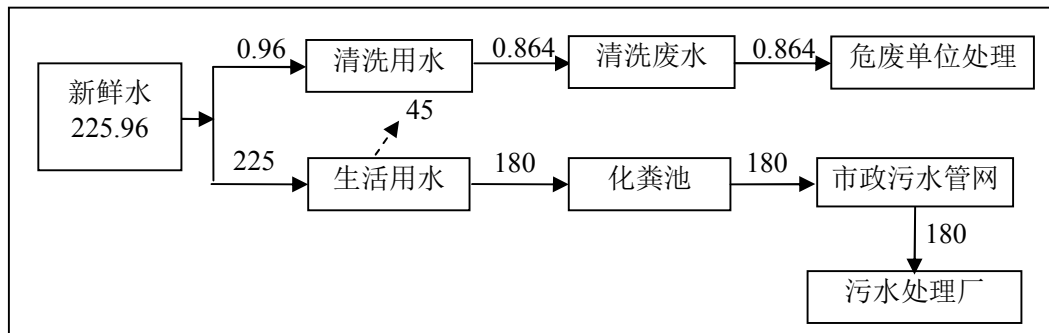 0.96 清洗用水 0.864 清洗废水 0.864 危废单位处理
新鲜水
225.96
45
225 生活用水 180 化粪池 180 市政污水管网
180
污水处理厂